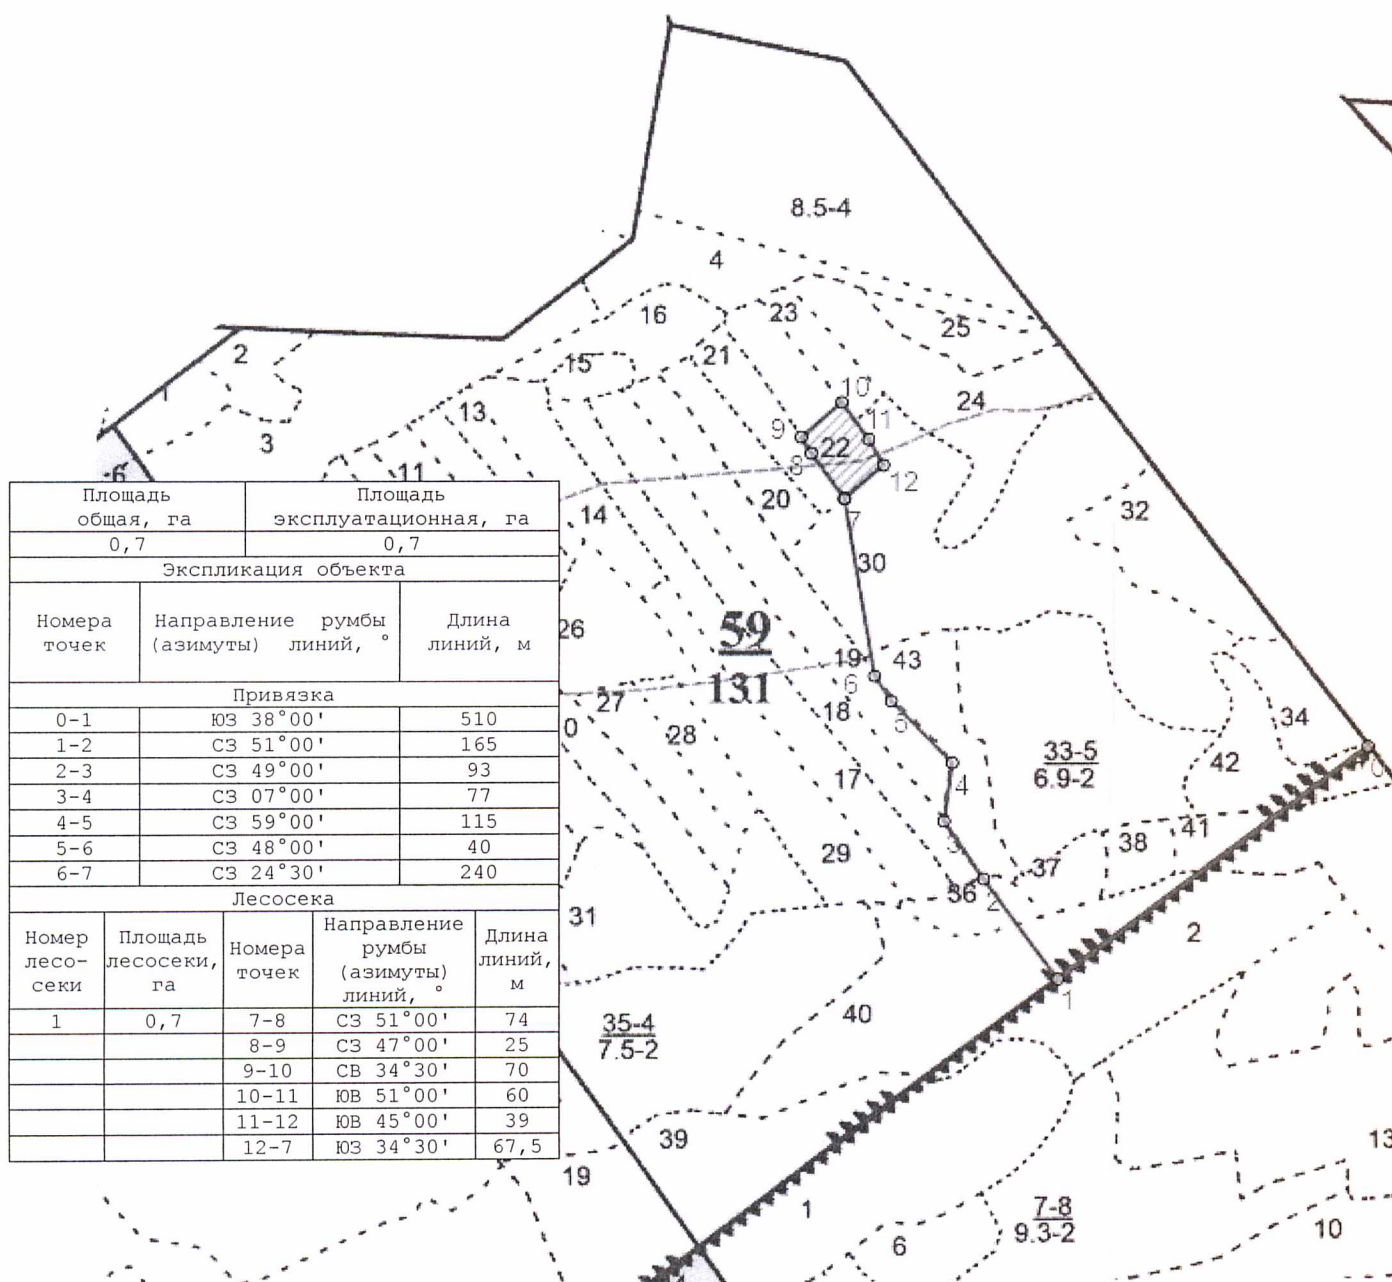 8.5-4
4
16
23
25
2
15
21
1
10
24
13
9
11
3
22
8
11
12
-6
20
7
32
14
30
26
59
131
19
43
6
27
18
5
34
0
28
33-5
6.9-2
42
0
17
4
41
38
3
29
37
36
2
31
2
1
40
35-4
7.5-2
39
13
19
1
7-8
9.3-2
6
10
Площадь общая, га
Площадь эксплуатационная, га
0,7
0,7
Экспликация объекта
Номера точек
Направление румбы (азимуты) линий, °
Длина линий, м
Привязка
0-1 ЮЗ 38°00' 510
1-2 СЗ 51°00' 165
2-3 СЗ 49°00' 93
3-4 СЗ 07°00' 77
4-5 СЗ 59°00' 115
5-6 СЗ 48°00' 40
6-7 СЗ 24°30' 240
Лесосека
Номер лесо-
секи
Площадь лесосеки, га
Номера точек
Направление румбы (азимуты) линий, °
Длина линий, м
1 0,7 7-8 СЗ 51°00' 74
8-9 СЗ 47°00' 25
9-10 СВ 34°30' 70
10-11 ЮВ 51°00' 60
11-12 ЮВ 45°00' 39
12-7 ЮЗ 34°30' 67,5